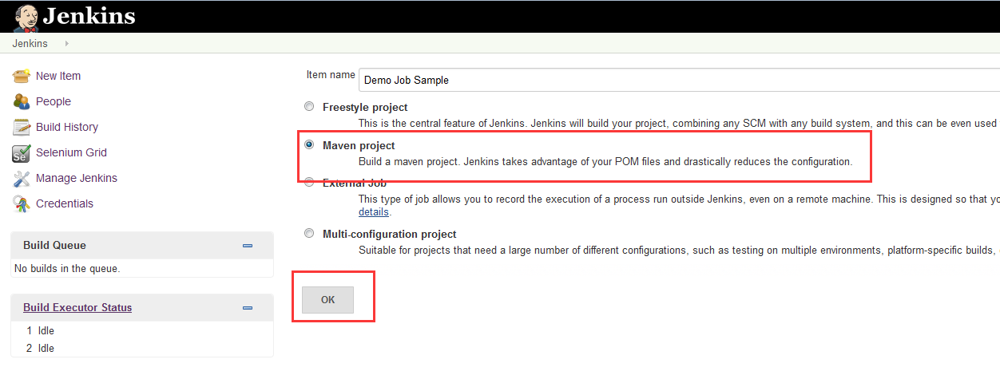 Jenkins
Jenkins
New Item
People
Build History
Selenium Grid
Manage Jenkins
Credentials
Build Queue
No builds in the queue.
Build Executor Status
1 Idle
2 Idle
Item name Demo Job Sample
Freestyle project
This is the central feature of Jenkins. Jenkins will build your project, combining any SCM with any build system, and this can be even used
Maven project
Build a maven project. Jenkins takes advantage of your POM files and drastically reduces the configuration.
External Job
This type of job allows you to record the execution of a process run outside Jenkins, even on a remote machine. This is designed so that yo
details.
Multi-configuration project
Suitable for projects that need a large number of different configurations, such as testing on multiple environments, platform-specific builds,
OK